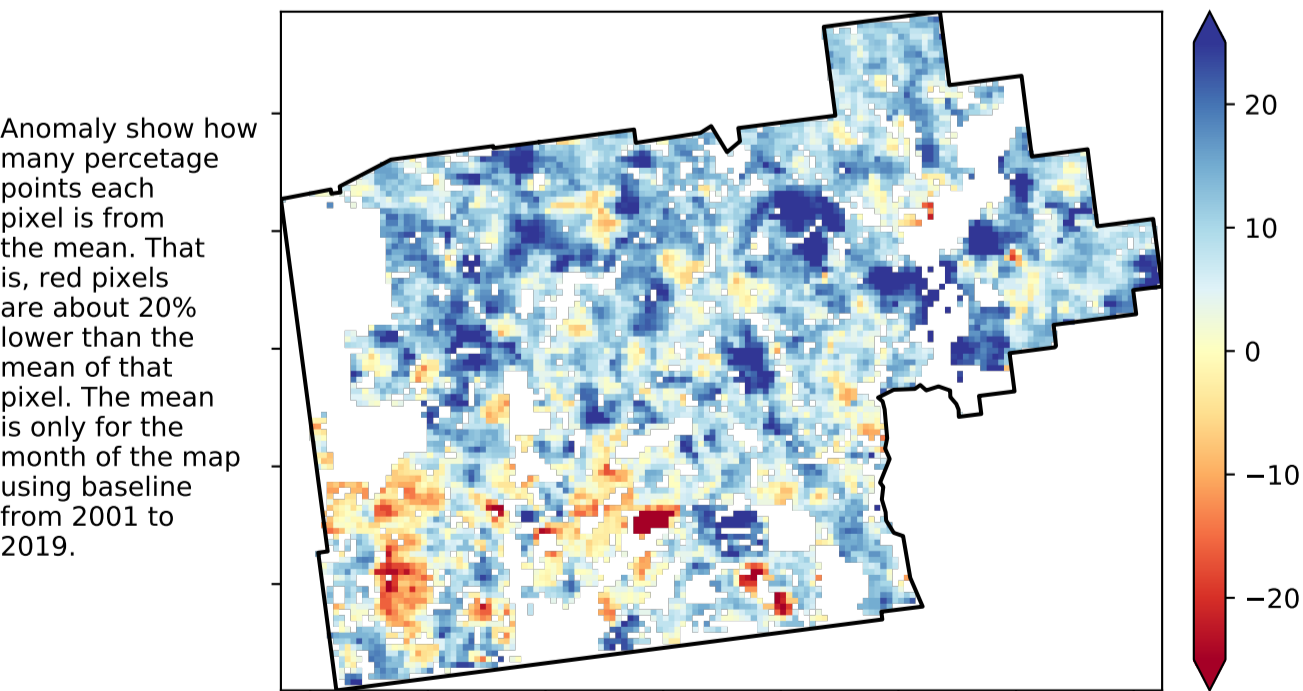 Anomaly show how
many percetage
points each
pixel is from
the mean. That
is, red pixels
are about 20%
lower than the
mean of that
pixel. The mean
is only for the
month of the map
using baseline
from 2001 to
2019.
20
10
0
−10
−20